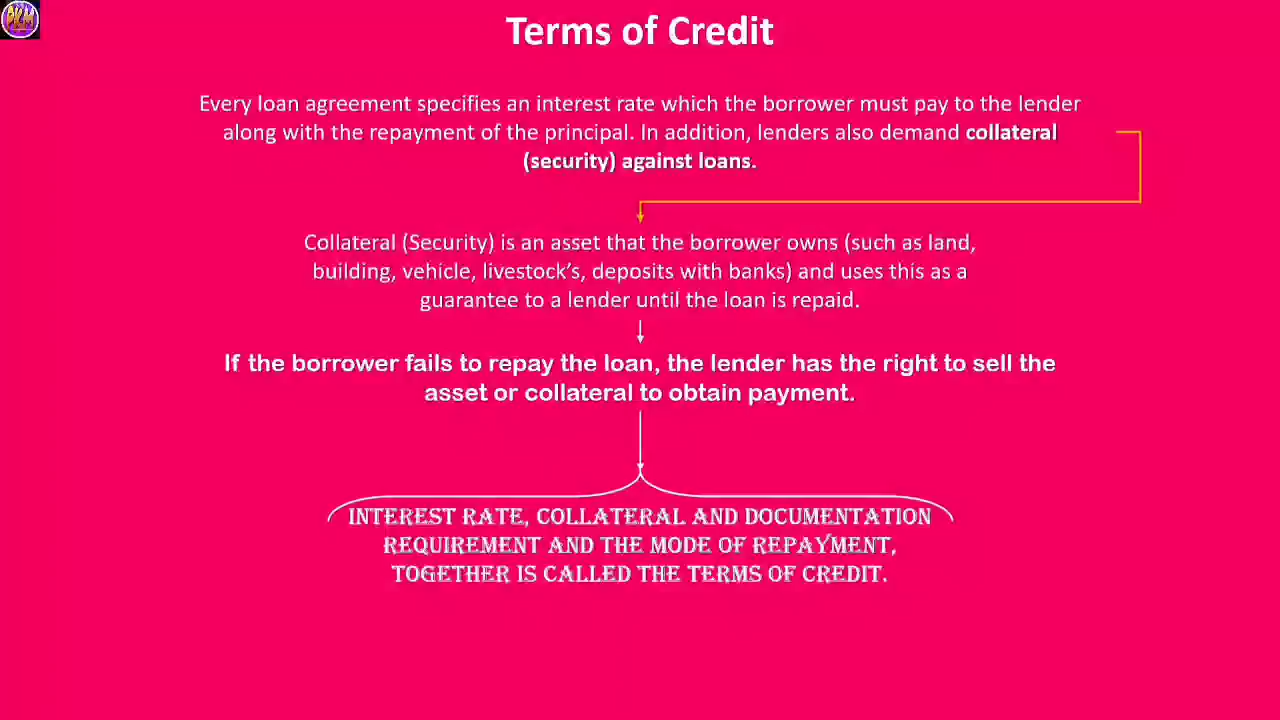 Terms of Credit
Every loan agreement specifies an interest rate which the borrower must pay to the lender
along with the repayment of the principal. In addition, lenders also demand collateral
(security) against loans.
Collateral (Security) is an asset that the borrower owns (such as land,
building, vehicle, livestock's, deposits with banks) and uses this as a
guarantee to a lender until the loan is repaid.
If the borrower fails to repay the loan, the lender has the right to sell the
asset or collateral to obtain payment.
INTEREST RATE, COLLATERAL AND DOCUMENTATION
REQUIREMENT AND THE MODE OF REPAYMENT,
TOGETHER IS CALLED THE TERMS OF CREDIT.